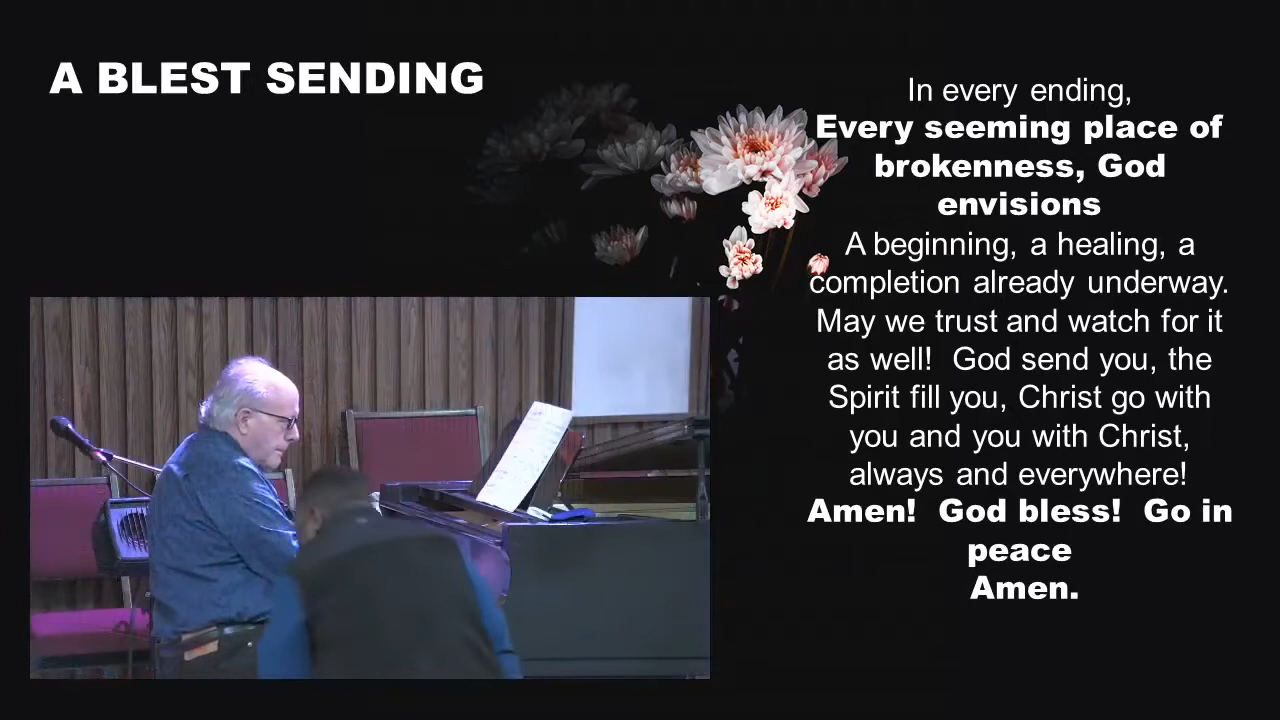 A BLEST SENDING
In every ending,
Every seeming place of
brokenness, God
envisions
A beginning, a healing, a
completion already underway.
May we trust and watch for it
as well!  God send you, the
Spirit fill you, Christ go with
you and you with Christ,
always and everywhere!
Amen!  God bless!  Go in
peace
Amen.